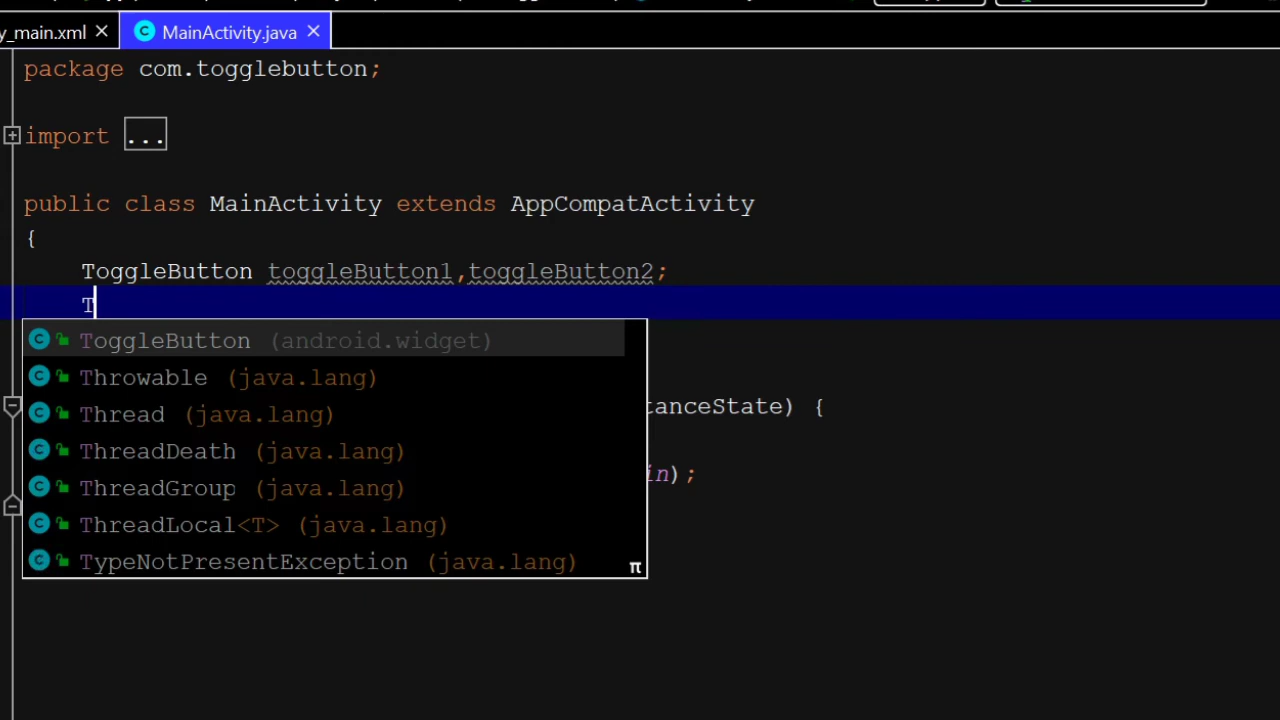 y_main.xml MainActivity.java
package com.togglebutton;
import ...
public class MainActivity extends AppCompatActivity
{
ToggleButton toggleButton1,toggleButton2;
T
ToggleButton (android.widget)
Throwable (java.lang)
tanceState) {
Thread (java.lang)
ThreadDeath (java.lang)
in);
ThreadGroup (java.lang)
ThreadLocal<T> (java.lang)
TypeNotPresentException (java.lang)
π